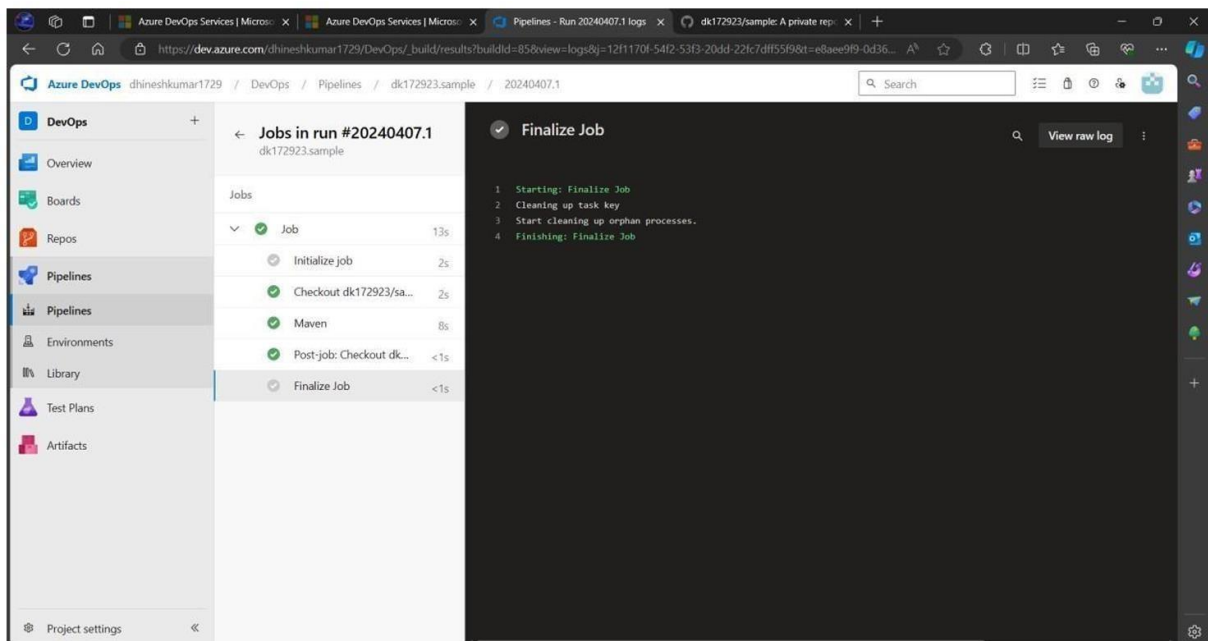 Azure DevOps Services | Microso
Azure DevOps Services | Microso
Pipelines - Run 20240407.1 logs
dk172923/sample: A private repo
https://dev.azure.com/dhineshkumar1729/DevOps/_build/results?buildId=85&view=logs&j=12f1170f-54f2-53f3-20dd-22fc7dff55f9&t=e8aee9f9-0d36...
Azure DevOps dhineshkumar1729 / DevOps / Pipelines / dk172923.sample / 20240407.1
Search
D DevOps
Overview
Boards
Repos
Pipelines
Pipelines
Environments
Library
Test Plans
Artifacts
Project settings
Jobs in run #20240407.1
dk172923.sample
Jobs
Job 13s
Initialize job 2s
Checkout dk172923/sa... 2s
Maven 8s
Post-job: Checkout dk... <1s
Finalize Job <1s
Finalize Job
View raw log
1 Starting: Finalize Job
2 Cleaning up task key
3 Start cleaning up orphan processes.
4 Finishing: Finalize Job